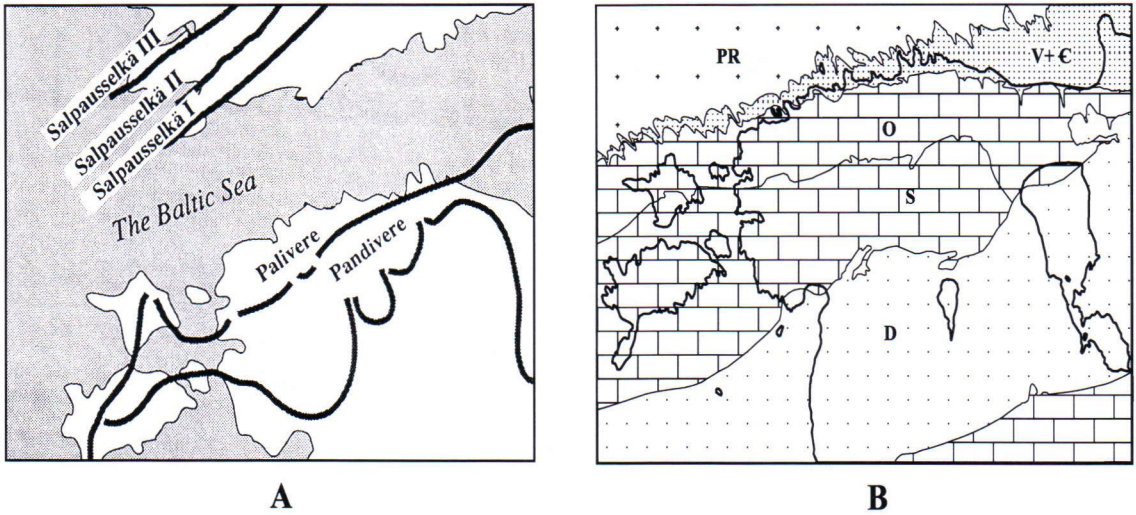 Salpausselkä III
Salpausselkä II
Salpausselkä I
The Baltic Sea
Palivere
Pandivere
A
PR
V+Є
O
S
D
B